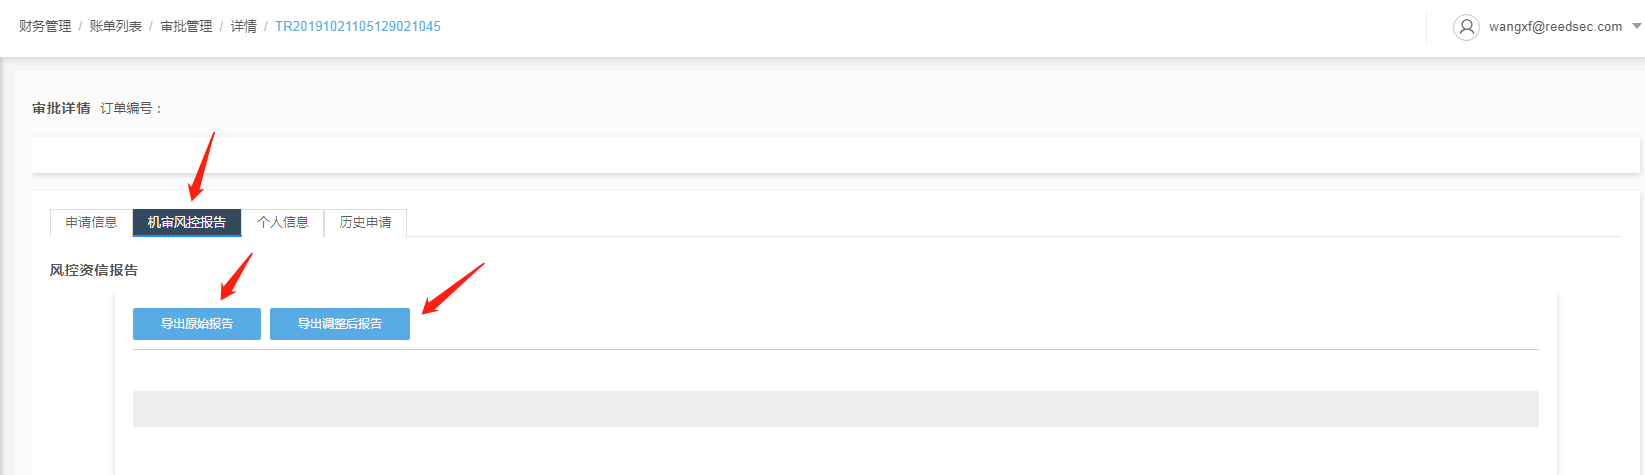 财务管理 / 账单列表 / 审批管理 / 详情 / TR20191021105129021045
wangxf@reedsec.com
审批详情 订单编号：
申请信息 机审风控报告 个人信息 历史申请
风控资信报告
导出原始报告 导出调整后报告